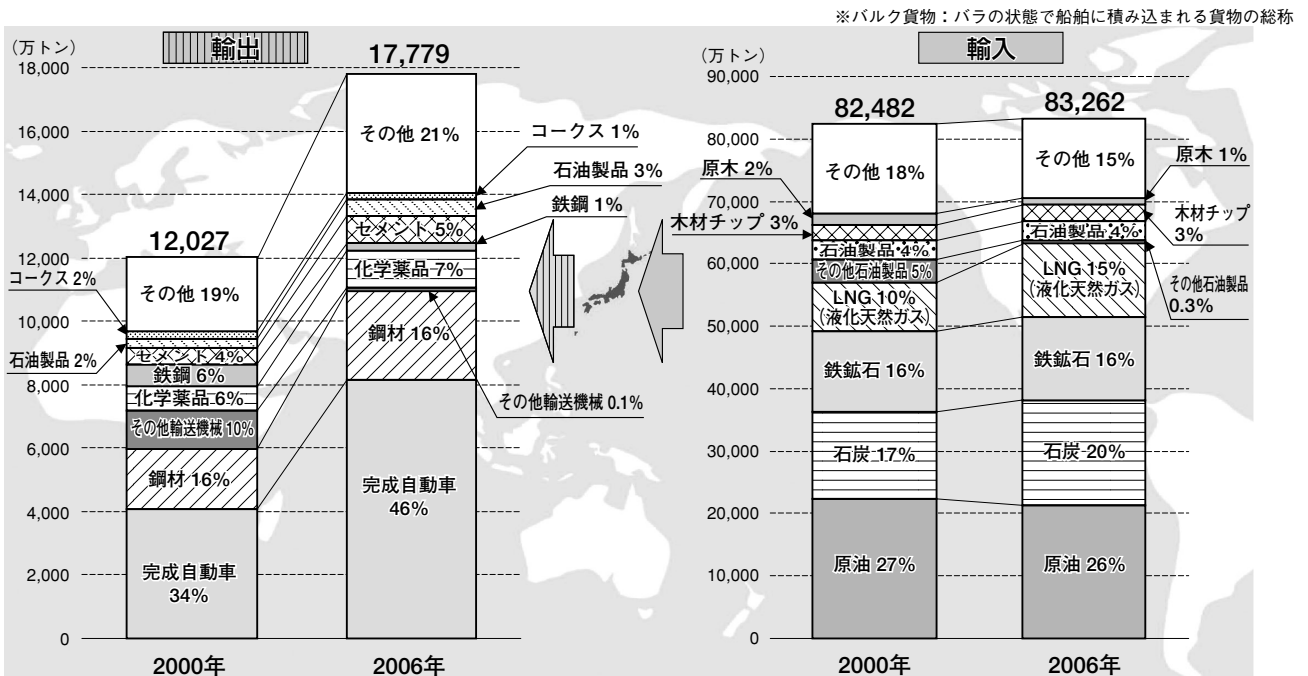 ※バルク貨物：バラの状態で船舶に積み込まれる貨物の総称
（万トン）
輸出
18,000
16,000
14,000
12,000
10,000
8,000
6,000
4,000
2,000
0
12,027
その他 19%
コークス 2%
石油製品 2%
セメント 4%
鉄鋼 6%
化学薬品 6%
その他輸送機械 10%
鋼材 16%
完成自動車
34%
2000年
17,779
その他 21%
コークス 1%
石油製品 3%
セメント 5%
鉄鋼 1%
化学薬品 7%
その他輸送機械 0.1%
鋼材 16%
完成自動車
46%
2006年
（万トン）
輸入
90,000
80,000
70,000
60,000
50,000
40,000
30,000
20,000
10,000
0
82,482
その他 18%
原木 2%
木材チップ 3%
石油製品 4%
その他石油製品 5%
LNG 10%
（液化天然ガス）
鉄鉱石 16%
石炭 17%
原油 27%
2000年
83,262
その他 15%
原木 1%
木材チップ
3%
石油製品 4%
その他石油製品
0.3%
LNG 15%
（液化天然ガス）
鉄鉱石 16%
石炭 20%
原油 26%
2006年